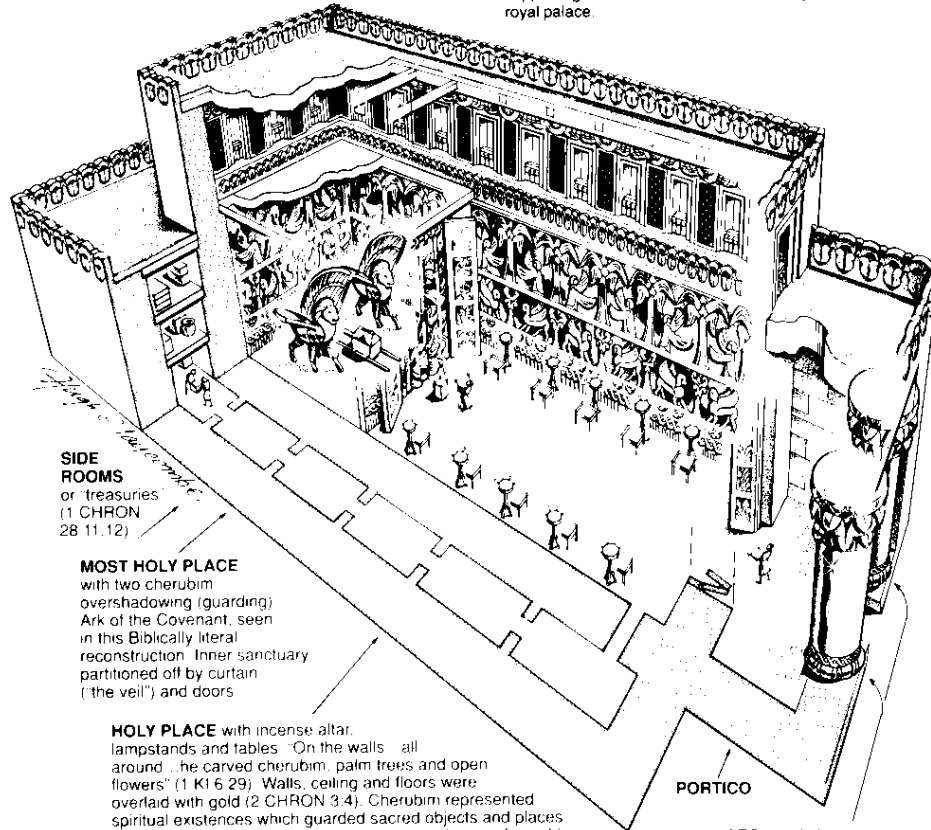 royal palace.
SIDE
ROOMS
or "treasuries"
(1 CHRON
28 11.12)
MOST HOLY PLACE
with two cherubim
overshadowing (guarding)
Ark of the Covenant, seen
in this Biblically literal
reconstruction Inner sanctuary
partitioned off by curtain
("the veil") and doors
HOLY PLACE with incense altar.
lampstands and tables "On the walls all
around ...he carved cherubim, palm trees and open
flowers" (1 KI 6 29) Walls, ceiling and floors were
overlaid with gold (2 CHRON 3:4). Cherubim represented
spiritual existences which guarded sacred objects and places
PORTICO